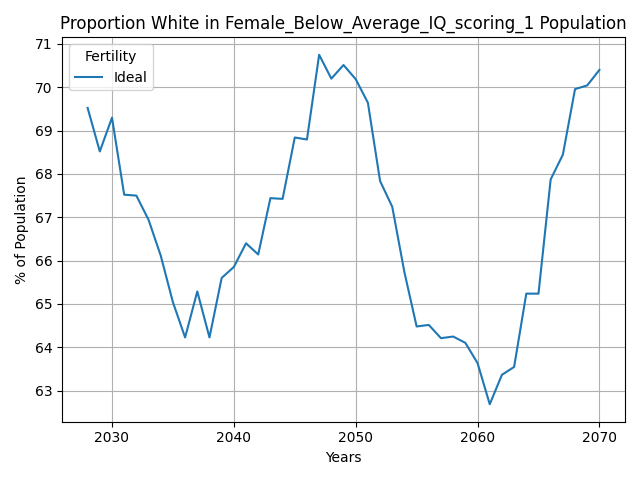 Proportion White in Female_Below_Average_IQ_scoring_1 Population
71
70
69
68
67
66
65
64
63
% of Population
Fertility
Ideal
2030 2040 2050 2060 2070
Years